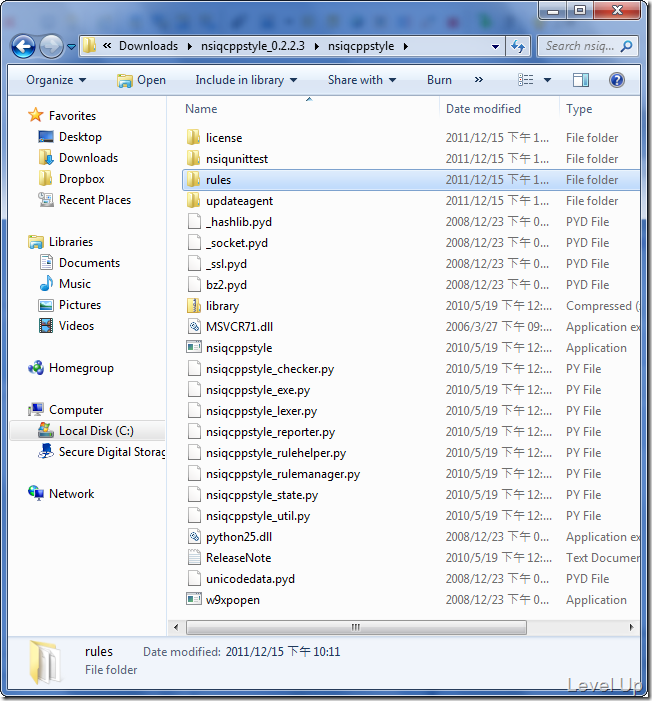 « Downloads ▸ nsiqcppstyle_0.2.2.3 ▸ nsiqcppstyle ▸
Search nsiq...
Organize Open Include in library Share with Burn »
Name Date modified Type
Favorites
Desktop
Downloads
Dropbox
Recent Places
Libraries
Documents
Music
Pictures
Videos
Homegroup
Computer
Local Disk (C:)
Secure Digital Storag
Network
license 2011/12/15 下午 1... File folder
nsiqunittest 2011/12/15 下午 1... File folder
rules 2011/12/15 下午 1... File folder
updateagent 2011/12/15 下午 1... File folder
_hashlib.pyd 2008/12/23 下午 0... PYD File
_socket.pyd 2008/12/23 下午 0... PYD File
_ssl.pyd 2008/12/23 下午 0... PYD File
bz2.pyd 2008/12/23 下午 0... PYD File
library 2010/5/19 下午 12:... Compressed (
MSVCR71.dll 2006/3/27 下午 09:... Application ex
nsiqcppstyle 2010/5/19 下午 12:... Application
nsiqcppstyle_checker.py 2010/5/19 下午 12:... PY File
nsiqcppstyle_exe.py 2010/5/19 下午 12:... PY File
nsiqcppstyle_lexer.py 2010/5/19 下午 12:... PY File
nsiqcppstyle_reporter.py 2010/5/19 下午 12:... PY File
nsiqcppstyle_rulehelper.py 2010/5/19 下午 12:... PY File
nsiqcppstyle_rulemanager.py 2010/5/19 下午 12:... PY File
nsiqcppstyle_state.py 2010/5/19 下午 12:... PY File
nsiqcppstyle_util.py 2010/5/19 下午 12:... PY File
python25.dll 2008/12/23 下午 0... Application ex
ReleaseNote 2010/5/19 下午 12:... Text Documen
unicodedata.pyd 2008/12/23 下午 0... PYD File
w9xpopen 2008/12/23 下午 0... Application
rules Date modified: 2011/12/15 下午 10:11
File folder
Level Up